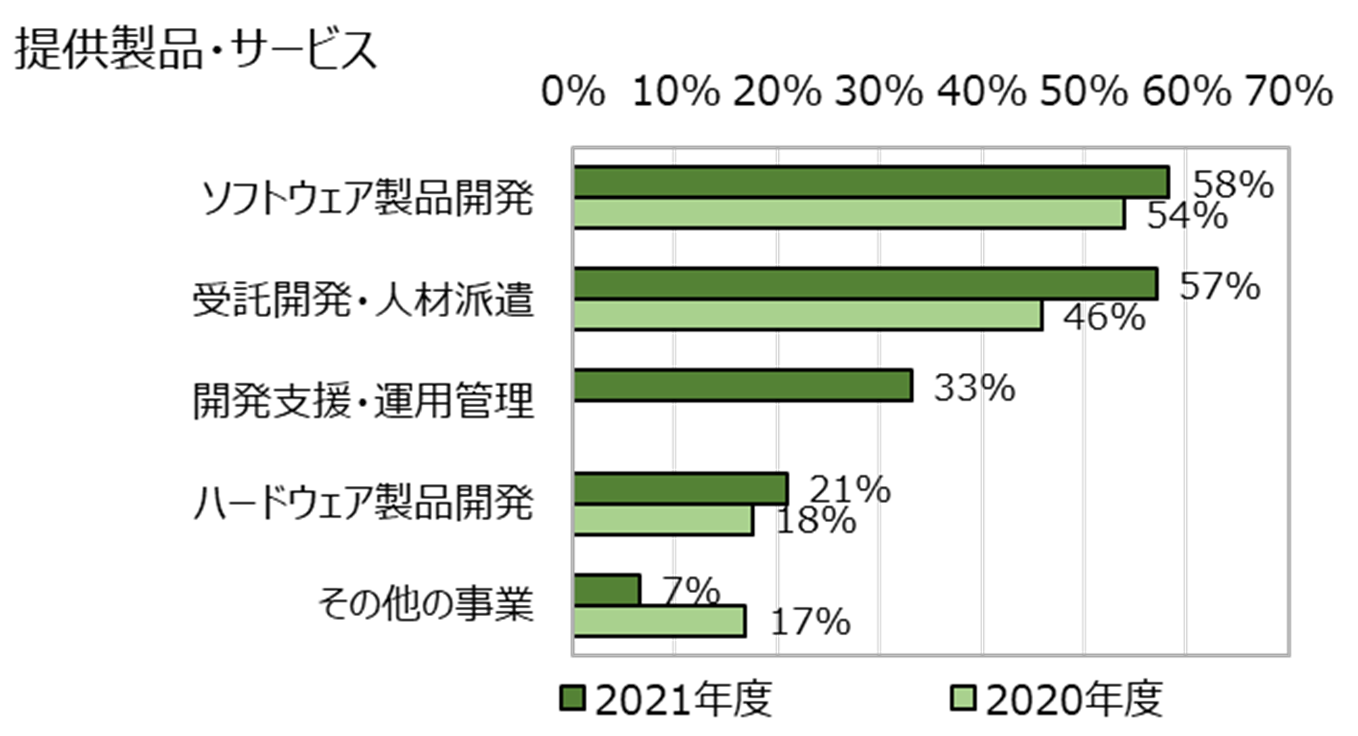 提供製品・サービス
0% 10% 20% 30% 40% 50% 60% 70%
ソフトウェア製品開発
58%
54%
受託開発・人材派遣
57%
46%
開発支援・運用管理
33%
ハードウェア製品開発
21%
18%
その他の事業
7%
17%
2021年度 2020年度